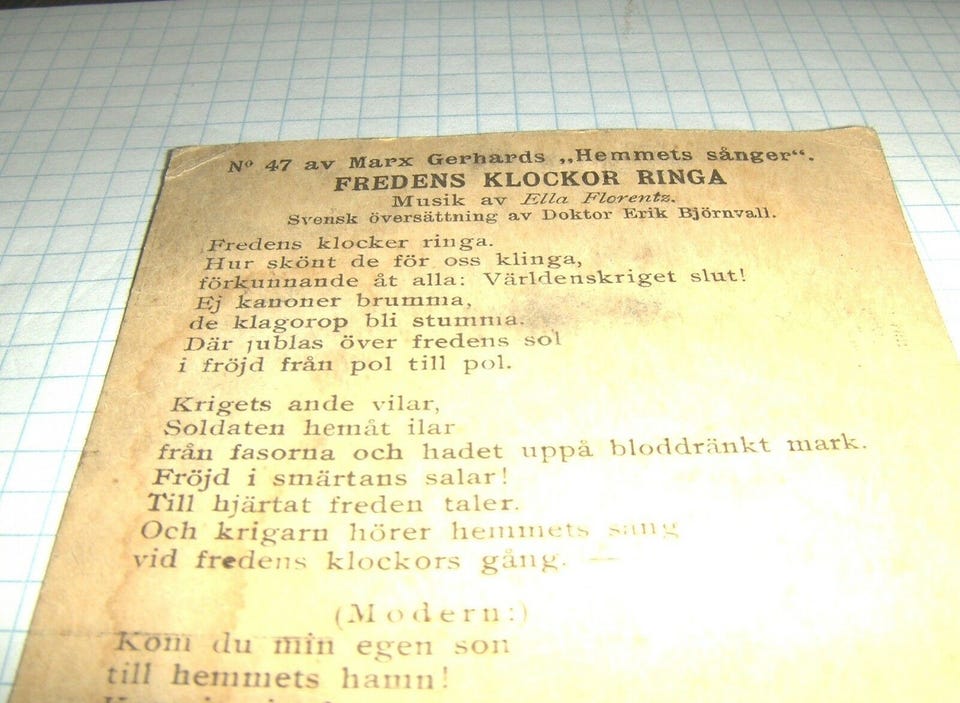 No 47 av Marx Gerhards „Hemmets sånger“.
FREDENS KLOCKOR RINGA
Musik av Ella Florentz.
Svensk översättning av Doktor Erik Björnvall.
Fredens klocker ringa.
Hur skönt de för oss klinga,
förkunnande åt alla: Världenskriget slut!
Ej kanoner brumma,
de klagorop bli stumma.
Där jublas över fredens sol
i fröjd från pol till pol.
Krigets ande vilar,
Soldaten hemåt ilar
från fasorna och hadet uppå bloddränkt mark.
Fröjd i smärtans salar!
Till hjärtat freden taler.
Och krigarn hörer hemmets sang
vid fredens klockors gång. —
(Modern:)
Kom du min egen son
till hemmets hamn!